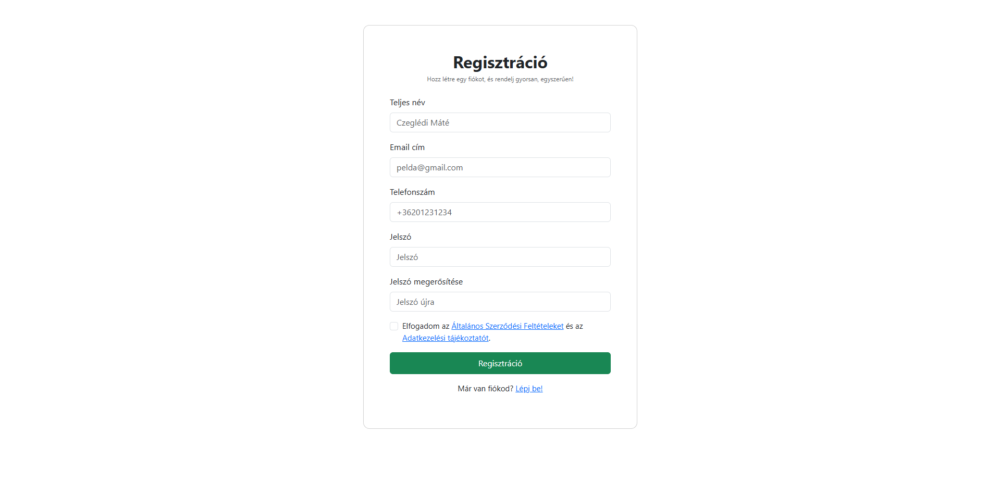 Regisztráció
Hozz létre egy fiókot, és rendelj gyorsan, egyszerűen!
Teljes név
Czeglédi Máté
Email cím
pelda@gmail.com
Telefonszám
+36201231234
Jelszó
Jelszó
Jelszó megerősítése
Jelszó újra
Elfogadom az Általános Szerződési Feltételeket és az
Adatkezelési tájékoztatót.
Regisztráció
Már van fiókod? Lépj be!